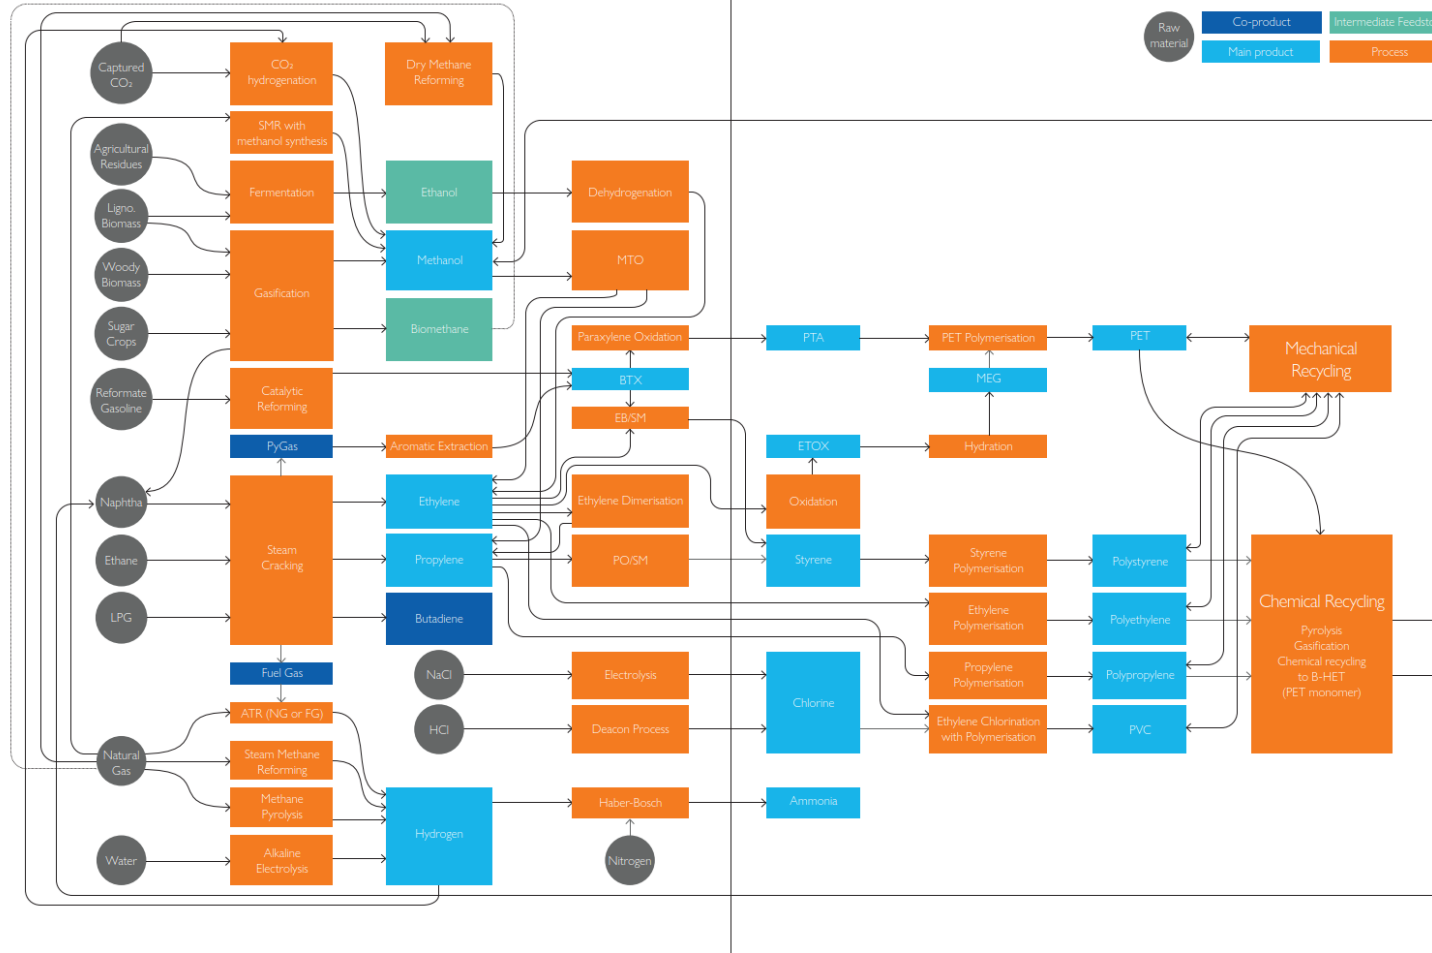 Raw
material
Co-product
Intermediate Feedsto
Main product
Process
Captured
CO₂
CO₂
hydrogenation
Dry Methane
Reforming
SMR with
methanol synthesis
Agricultural
Residues
Fermentation
Ethanol
Dehydrogenation
Ligno.
Biomass
Woody
Biomass
Gasification
Methanol
MTO
Sugar
Crops
Biomethane
Paraxylene Oxidation
PTA
PET Polymerisation
PET
Mechanical
Recycling
Reformate
Gasoline
Catalytic
Reforming
BTX
MEG
EB/SM
PyGas
Aromatic Extraction
ETOX
Hydration
Naphtha
Ethylene
Ethylene Dimerisation
Oxidation
Ethane
Steam
Cracking
Propylene
PO/SM
Styrene
Styrene
Polymerisation
Polystyrene
LPG
Butadiene
Ethylene
Polymerisation
Polyethylene
Chemical Recycling
Pyrolysis
Gasification
Chemical recycling
to B-HET
(PET monomer)
Fuel Gas
NaCl
Electrolysis
Chlorine
Propylene
Polymerisation
Polypropylene
ATR (NG or FG)
HCl
Deacon Process
Ethylene Chlorination
with Polymerisation
PVC
Natural
Gas
Steam Methane
Reforming
Methane
Pyrolysis
Hydrogen
Haber-Bosch
Ammonia
Water
Alkaline
Electrolysis
Nitrogen